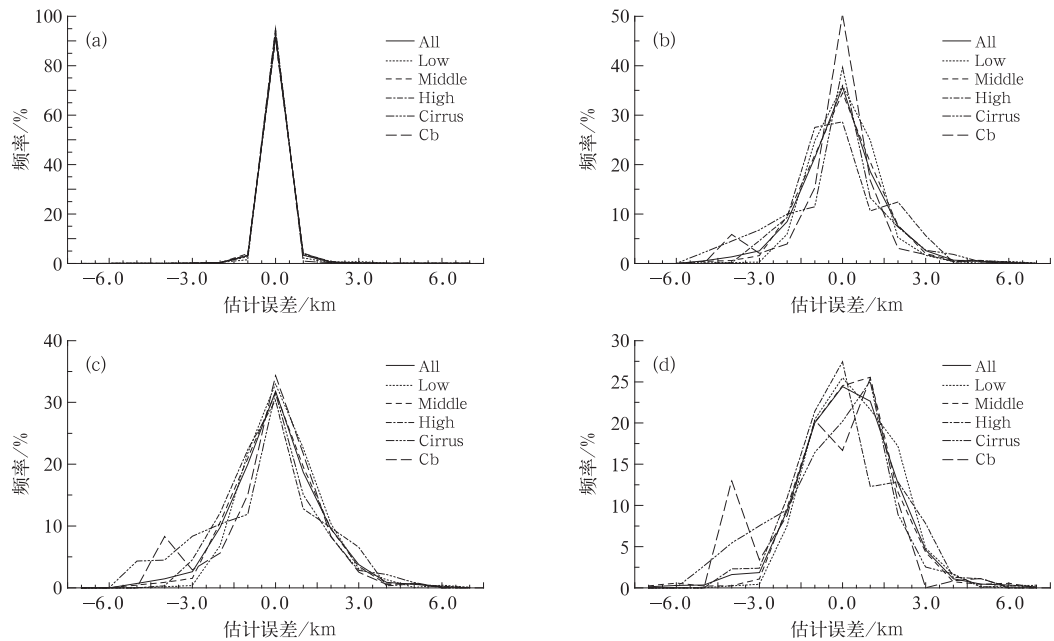 (a)
100
80
60
40
20
0
频率/%
All
Low
Middle
High
Cirrus
Cb
−6.0 −3.0 0.0 3.0 6.0
估计误差/km
(b)
50
40
30
20
10
0
频率/%
All
Low
Middle
High
Cirrus
Cb
−6.0 −3.0 0.0 3.0 6.0
估计误差/km
(c)
40
30
20
10
0
频率/%
All
Low
Middle
High
Cirrus
Cb
−6.0 −3.0 0.0 3.0 6.0
估计误差/km
(d)
30
25
20
15
10
5
0
频率/%
All
Low
Middle
High
Cirrus
Cb
−6.0 −3.0 0.0 3.0 6.0
估计误差/km